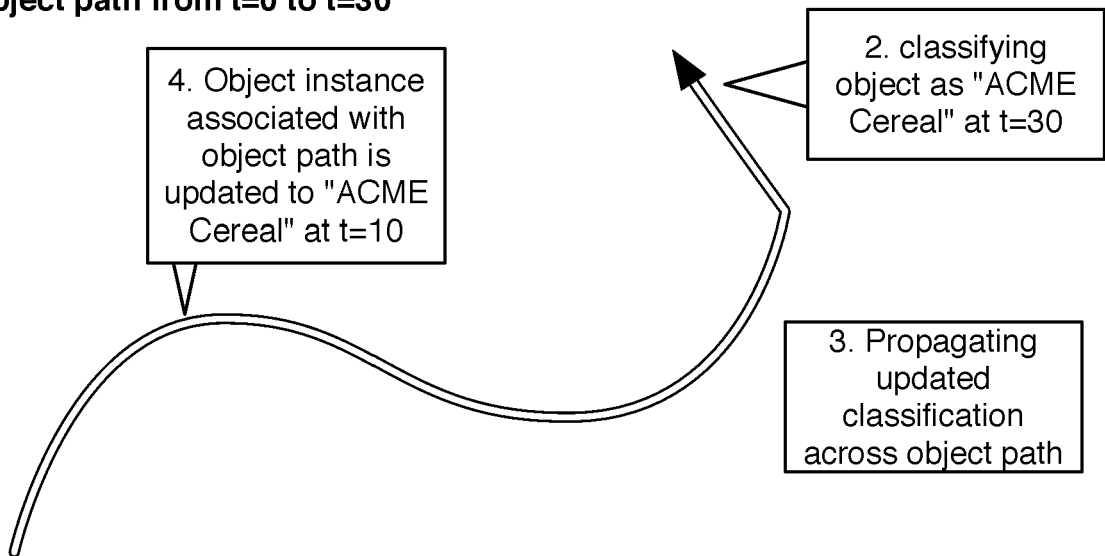 path from t=0 to t=30
4. Object instance
associated with
object path is
updated to "ACME
Cereal" at t=10
2. classifying
object as "ACME
Cereal" at t=30
3. Propagating
updated
classification
across object path